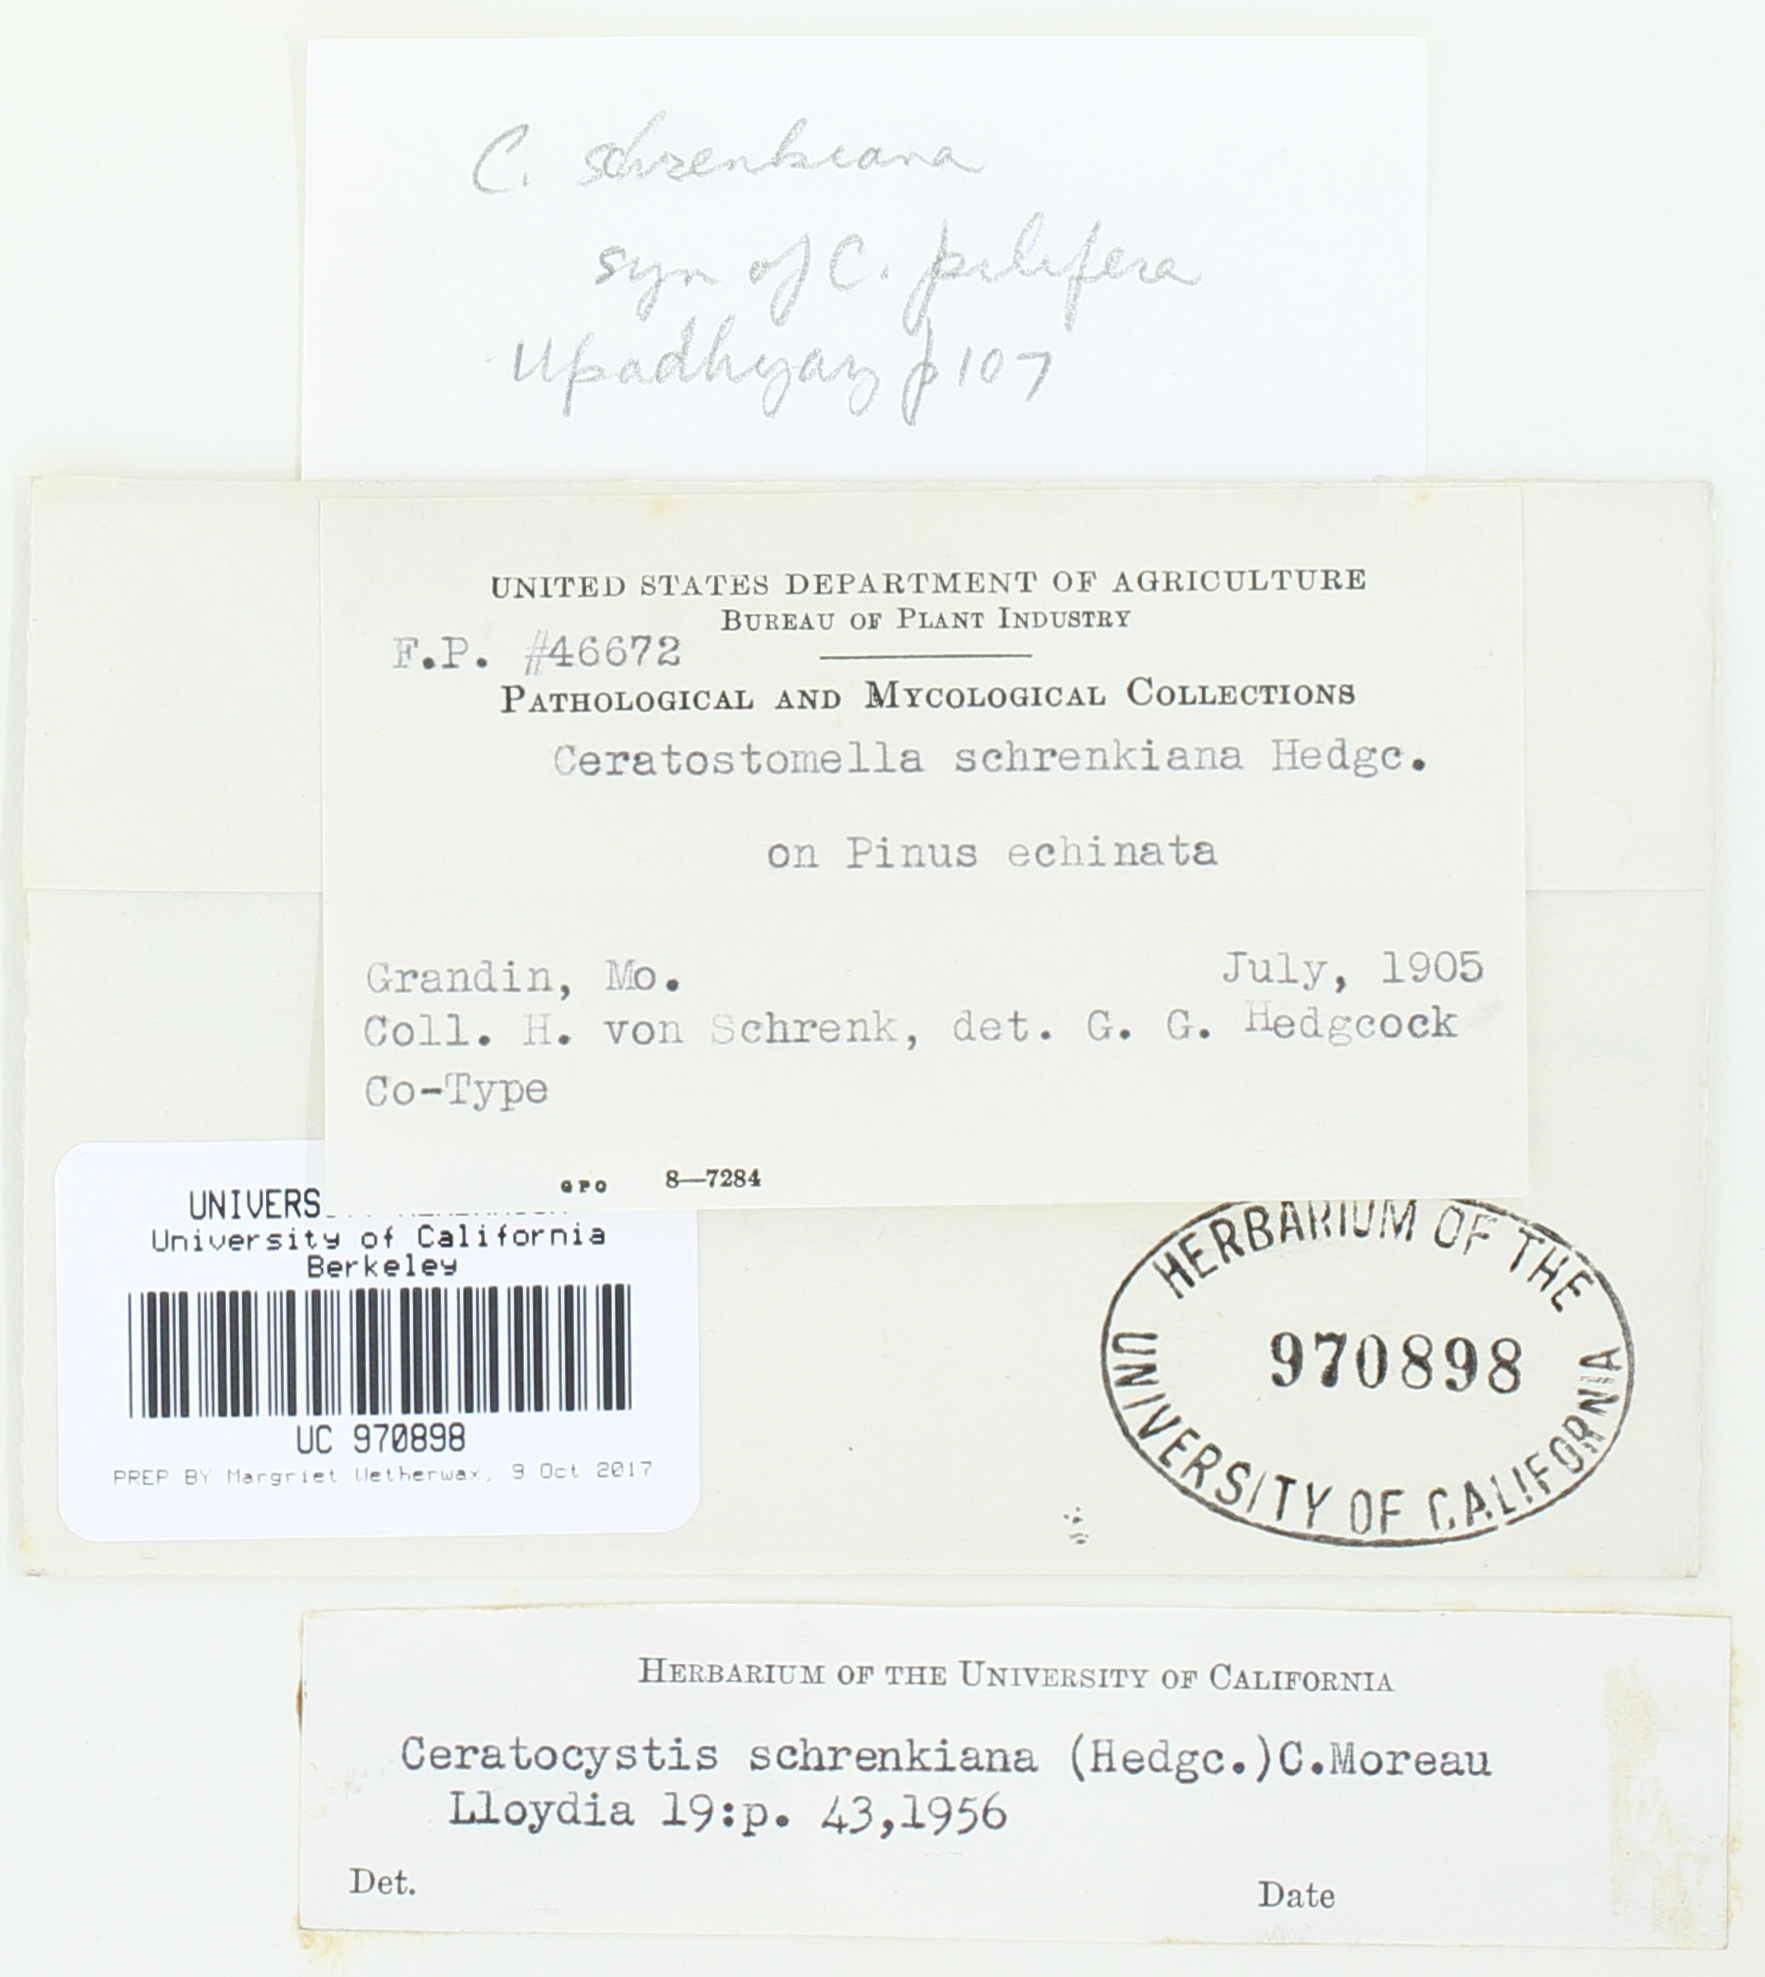 C. schrenkiana
syn of C. pilifera
Upadhyay p 107
UNITED STATES DEPARTMENT OF AGRICULTURE
BUREAU OF PLANT INDUSTRY
F.P. #46672
PATHOLOGICAL AND MYCOLOGICAL COLLECTIONS
Ceratostomella schrenkiana Hedgc.
on Pinus echinata
Grandin, Mo. July, 1905
Coll. H. von Schrenk, det. G. G. Hedgcock
Co-Type
GPO 8—7284
University of California
Berkeley
UC 970898
PREP BY Margriet Wetherwax, 9 Oct 2017
HERBARIUM OF THE
970898
UNIVERSITY OF CALIFORNIA
HERBARIUM OF THE UNIVERSITY OF CALIFORNIA
Ceratocystis schrenkiana (Hedgc.)C.Moreau
Lloydia 19:p. 43,1956
Det. Date